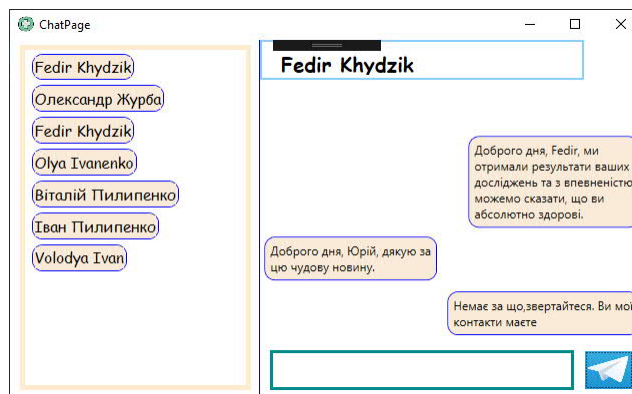 ChatPage
Fedir Khydzik
Олександр Журба
Fedir Khydzik
Olya Ivanenko
Віталій Пилипенко
Іван Пилипенко
Volodya Ivan
Fedir Khydzik
Доброго дня, Fedir, ми
отримали результати ваших
досліджень та з впевненістю
можемо сказати, що ви
абсолютно здорові.
Доброго дня, Юрій, дякую за
цю чудову новину.
Немає за що,звертайтеся. Ви мої
контакти маєте